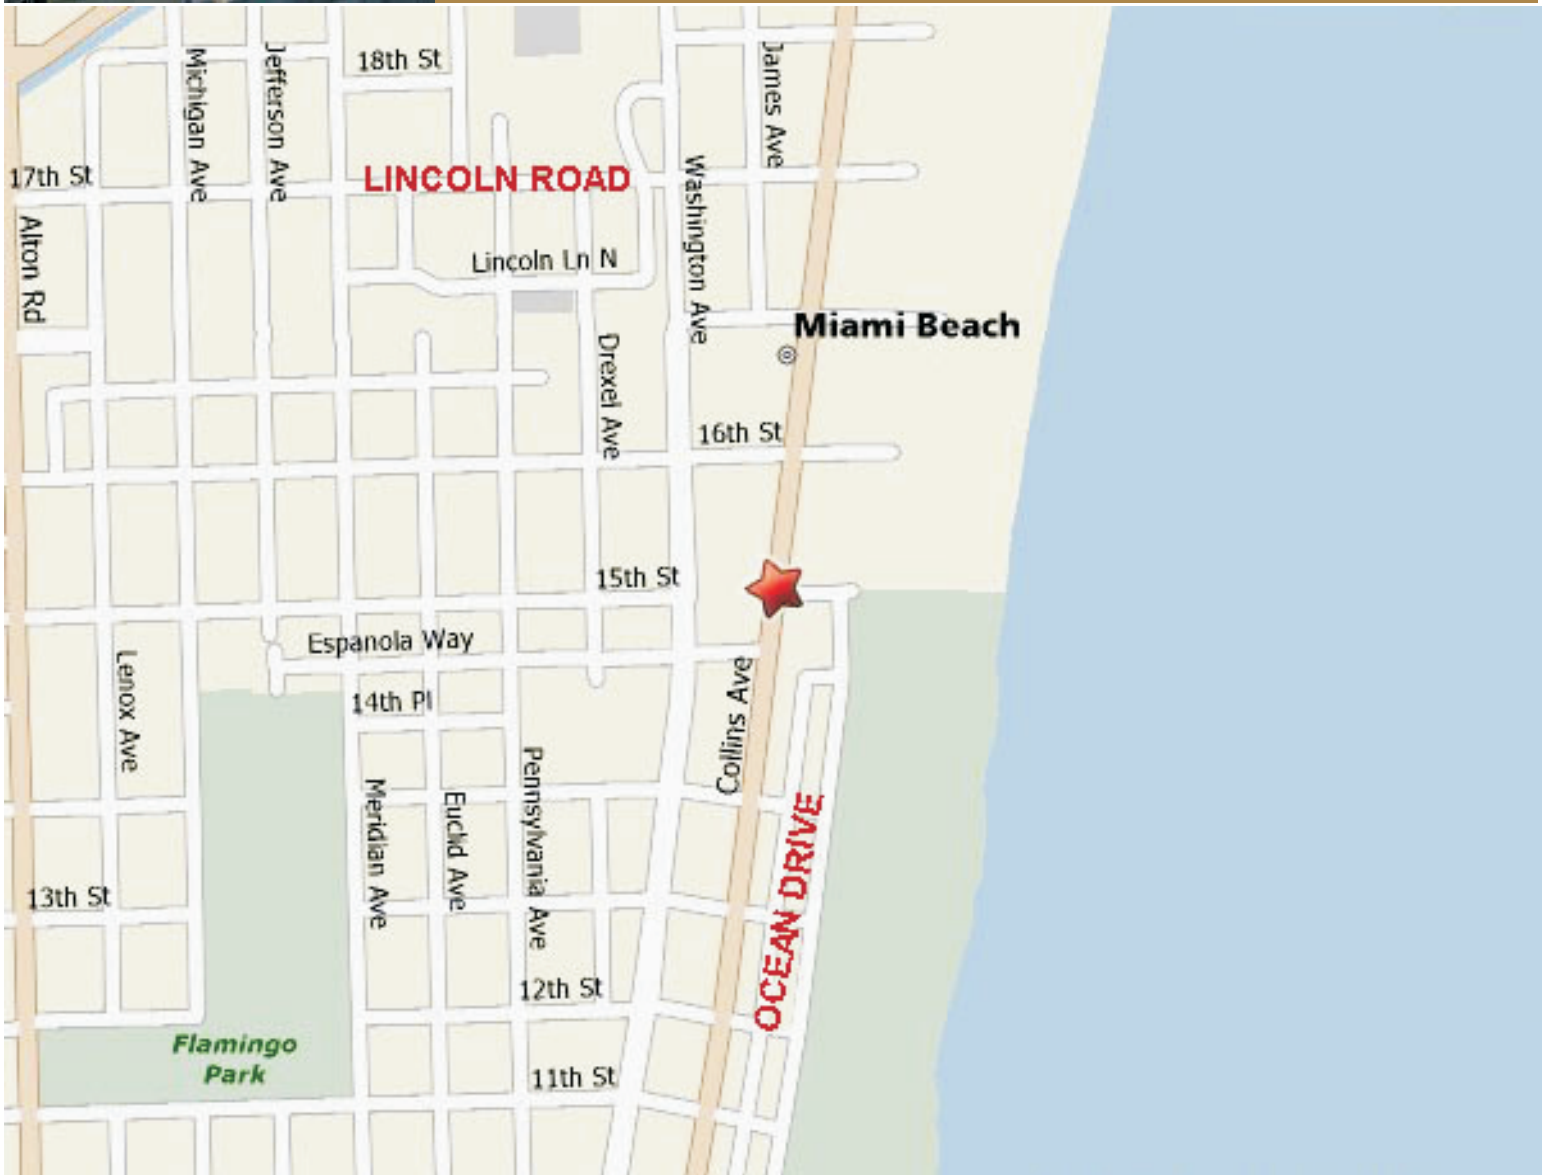 18th St
Michigan Ave
Jefferson Ave
James Ave
17th St
LINCOLN ROAD
Washington Ave
Alton Rd
Lincoln Ln N
Miami Beach
Drexel Ave
16th St
15th St
Espanola Way
Lenox Ave
14th Pl
Collins Ave
Pennsylvania Ave
Meridian Ave
Euclid Ave
OCEAN DRIVE
13th St
12th St
Flamingo
Park
11th St